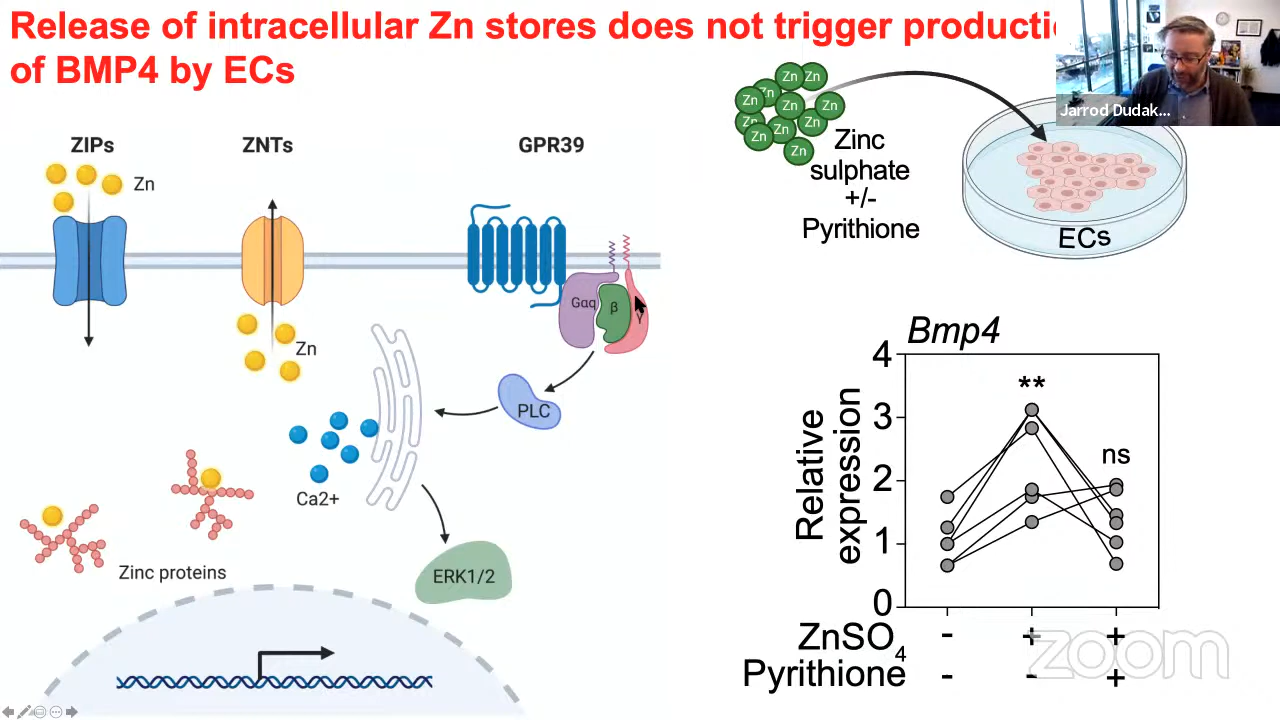 Release of intracellular Zn stores does not trigger producti
of BMP4 by ECs
Jarrod Dudak...
ZIPs
ZNTs
GPR39
Zn
Zn
Gαq
β
γ
PLC
Ca2+
ERK1/2
Zinc proteins
Zn
Zn
Zn
Zn
Zn
Zn
Zn
Zn
Zn
Zn
Zn
Zinc
sulphate
+/-
Pyrithione
ECs
Bmp4
Relative
expression
4
3
2
1
0
**
ns
ZnSO4 - + +
Pyrithione - - +
zoom